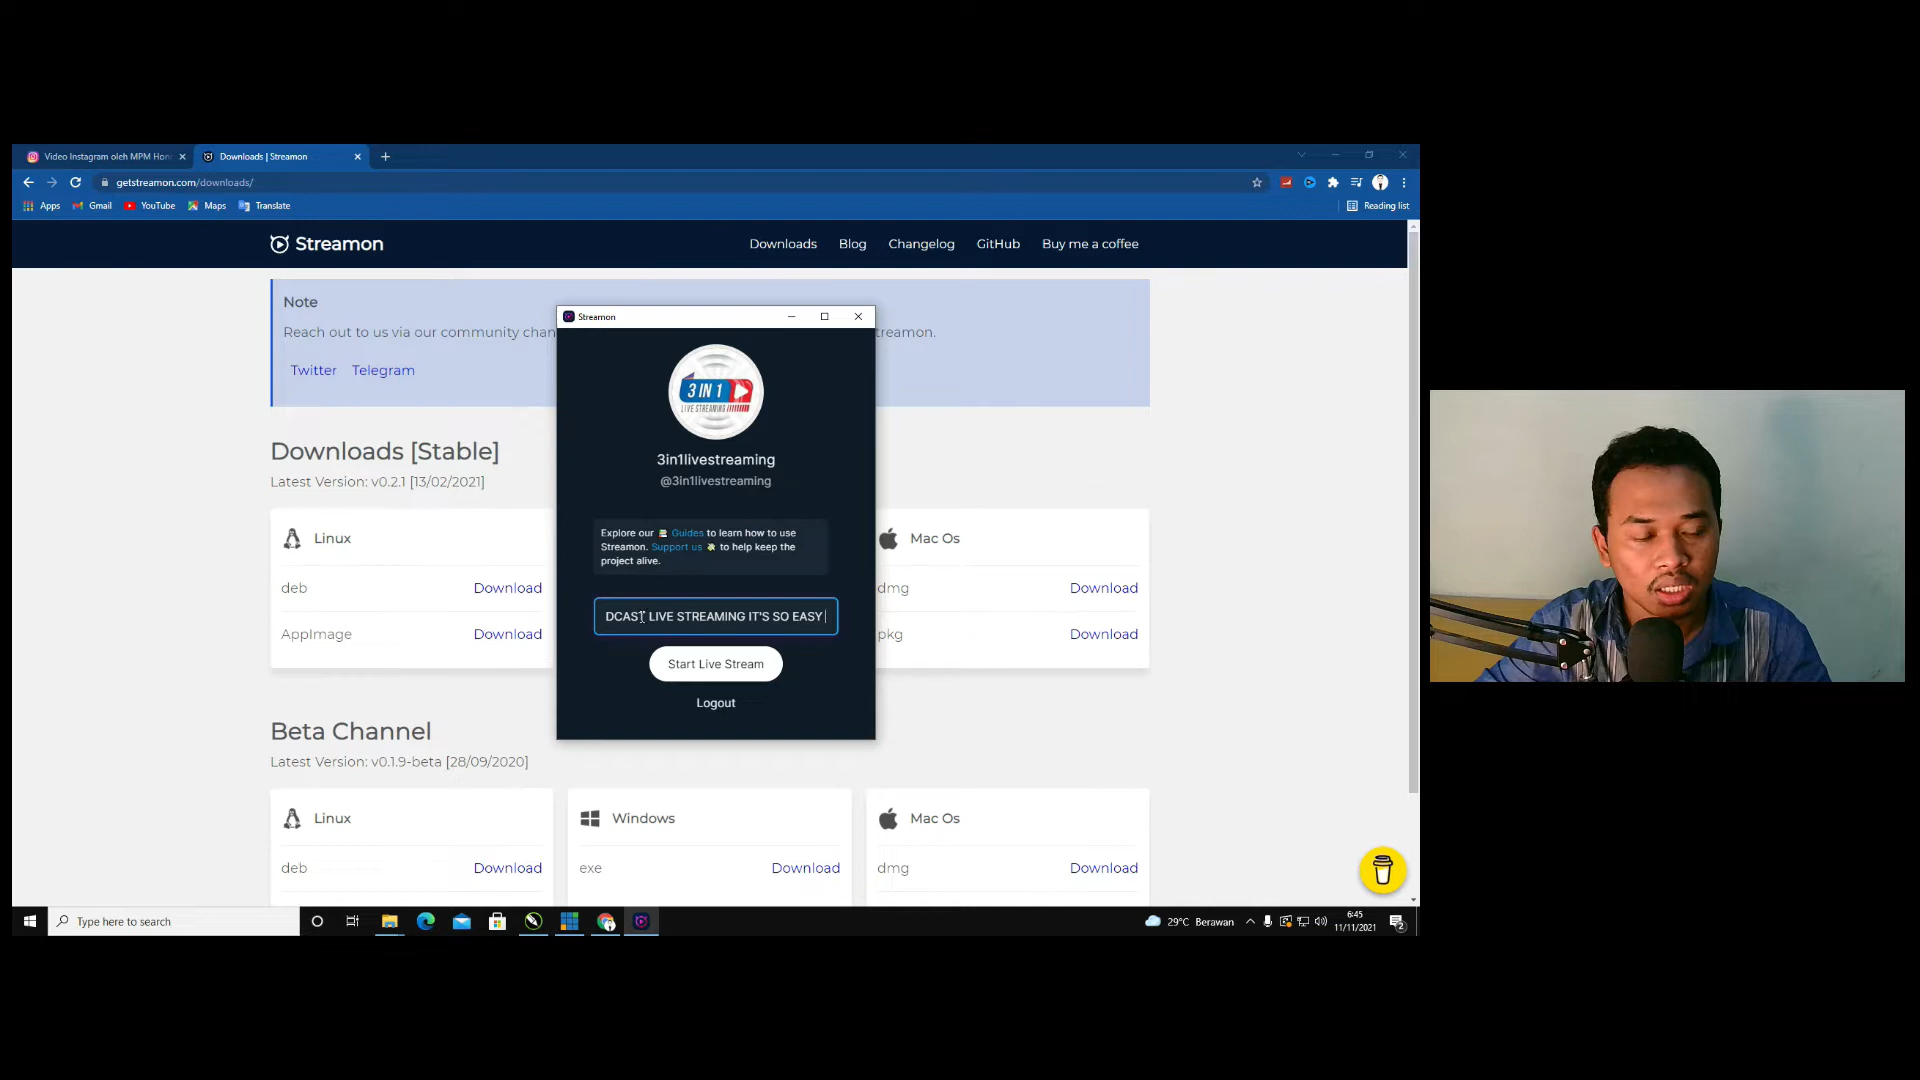 Video Instagram oleh MPM Hon
Downloads | Streamon
getstreamon.com/downloads/
Apps Gmail YouTube Maps Translate Reading list
Streamon Downloads Blog Changelog GitHub Buy me a coffee
Note
Reach out to us via our community chan treamon.
Twitter Telegram
Streamon
3 IN 1
LIVE STREAMING
3in1livestreaming
@3in1livestreaming
Explore our Guides to learn how to use
Streamon. Support us to help keep the
project alive.
DCAST LIVE STREAMING IT'S SO EASY
Start Live Stream
Logout
Downloads [Stable]
Latest Version: v0.2.1 [13/02/2021]
Linux
deb Download
AppImage Download
Mac Os
dmg Download
pkg Download
Beta Channel
Latest Version: v0.1.9-beta [28/09/2020]
Linux
deb Download
Windows
exe Download
Mac Os
dmg Download
Type here to search
29°C Berawan
6:45
11/11/2021
2